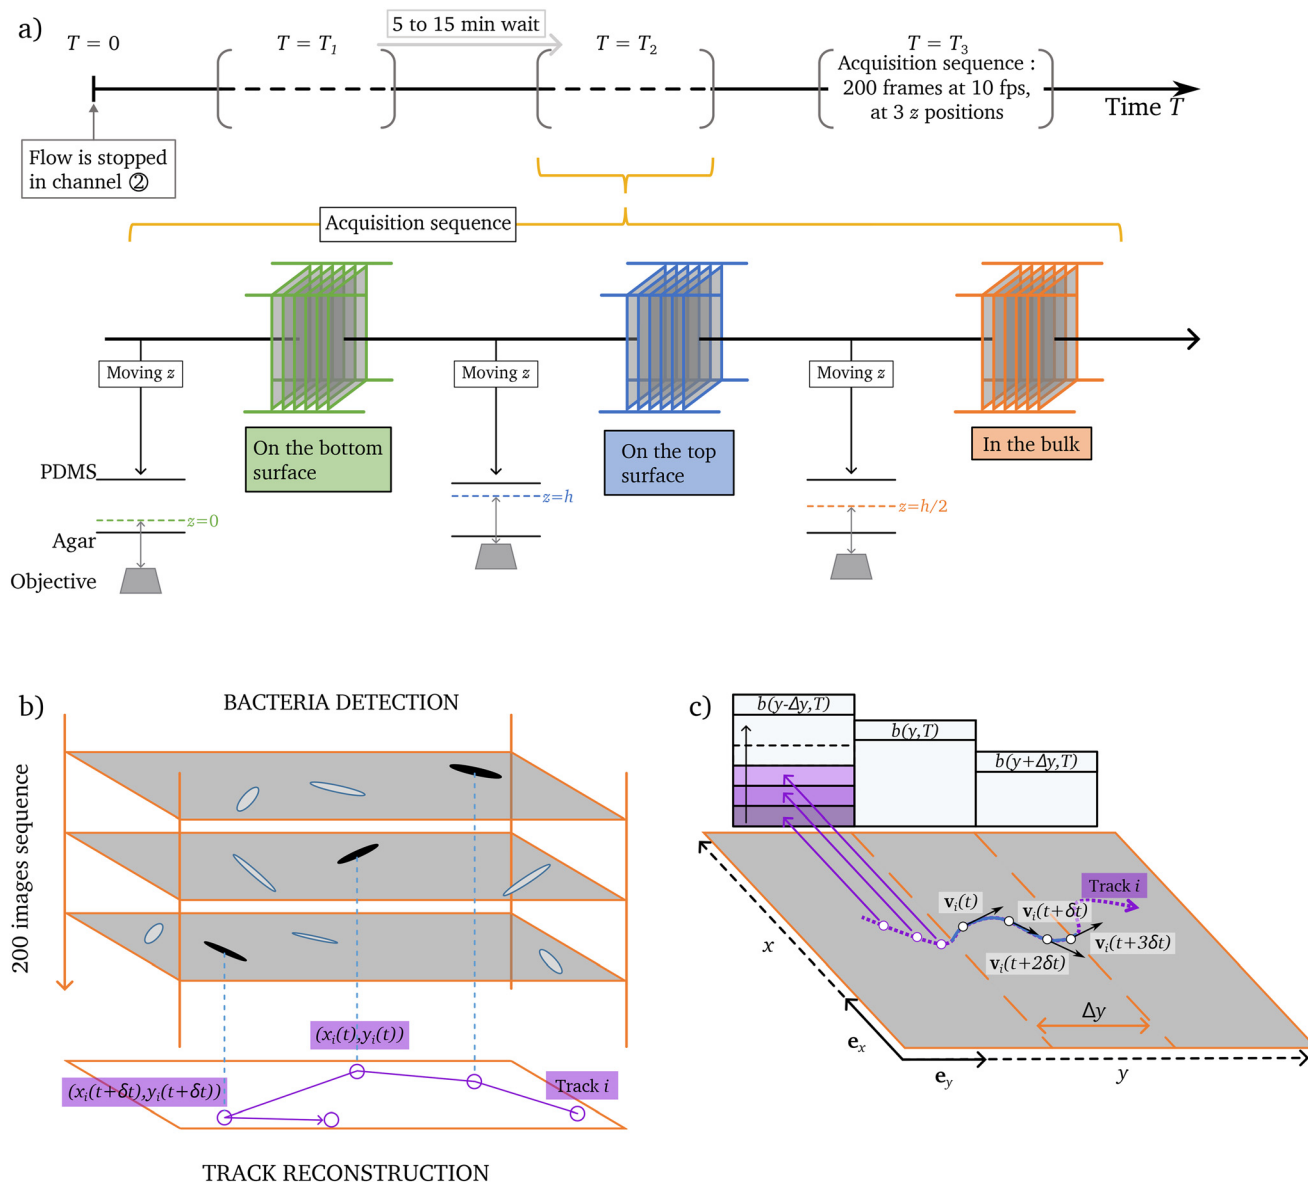 a)
T = 0
T = T1
5 to 15 min wait
T = T2
T = T3
Acquisition sequence :
200 frames at 10 fps,
at 3 z positions
Time T
Flow is stopped
in channel ②
Acquisition sequence
Moving z
Moving z
Moving z
On the bottom
surface
On the top
surface
In the bulk
PDMS
z=0
z=h
z=h/2
Agar
Objective
b)
BACTERIA DETECTION
200 images sequence
(xi(t),yi(t))
(xi(t+δt),yi(t+δt))
Track i
TRACK RECONSTRUCTION
c)
b(y-Δy,T)
b(y,T)
b(y+Δy,T)
Track i
vi(t)
vi(t+δt)
vi(t+2δt)
vi(t+3δt)
x
Δy
ex
ey
y